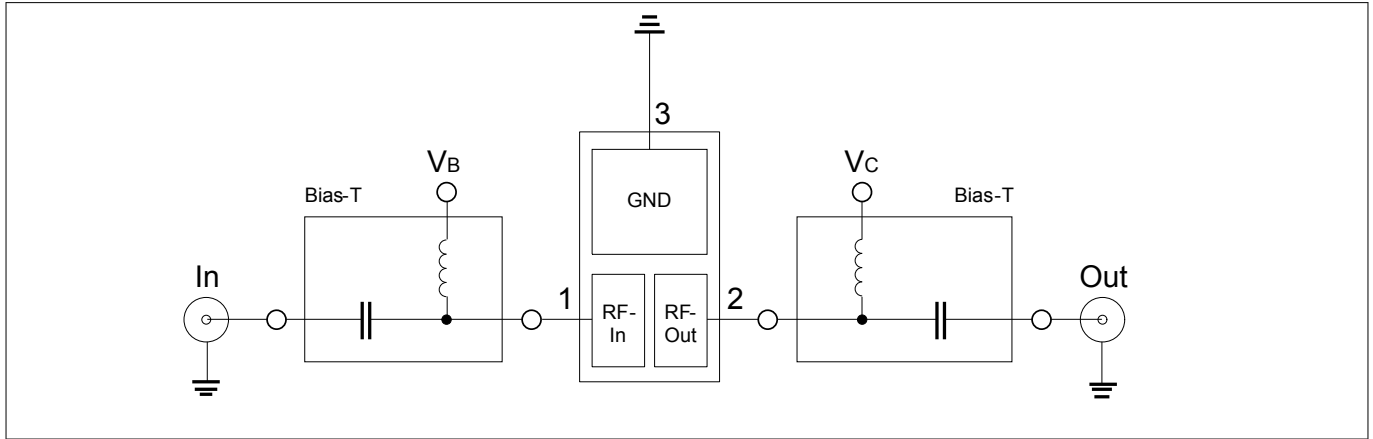 3
VB
VC
Bias-T
Bias-T
GND
In
Out
1
2
RF-
In
RF-
Out